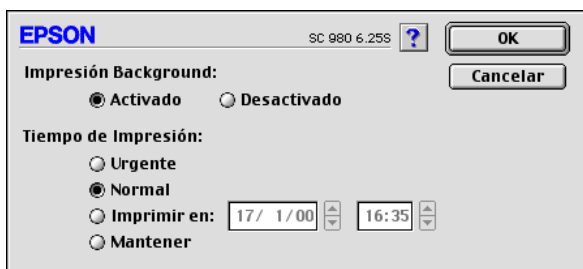 EPSON SC 980 6.25S ? OK
Impresión Background: Cancelar
Activado Desactivado
Tiempo de Impresión:
Urgente
Normal
Imprimir en: 17/ 1/00 16:35
Mantener